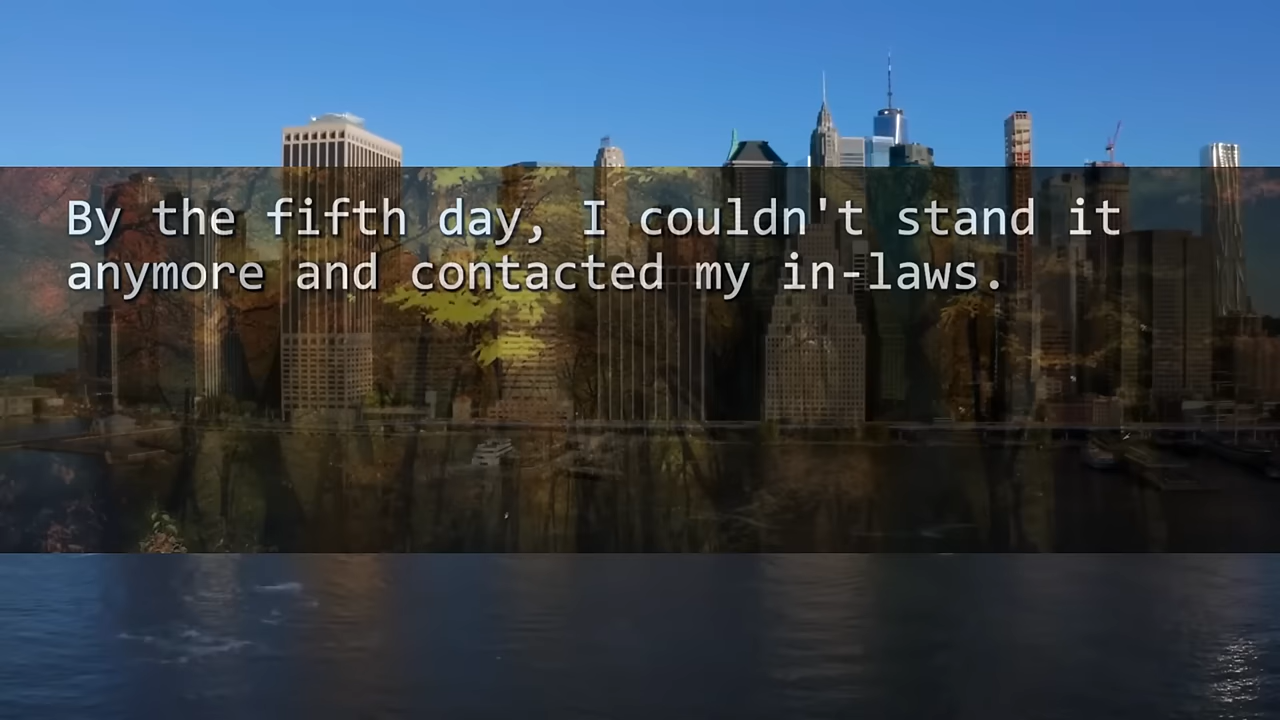 By the fifth day, I couldn't stand it
anymore and contacted my in-laws.